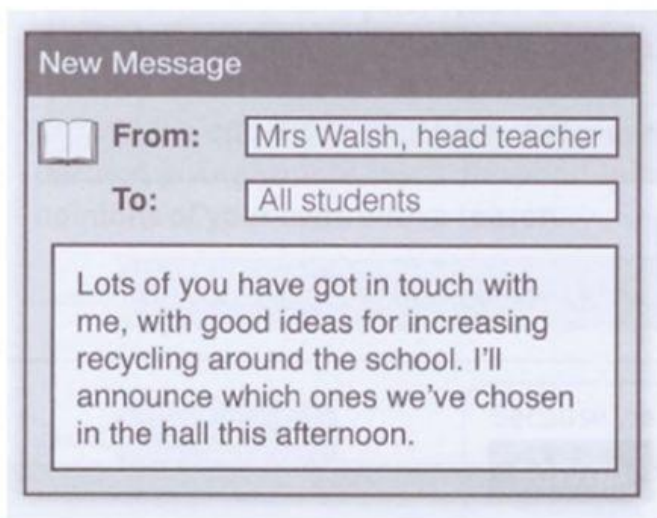 New Message
From: Mrs Walsh, head teacher
To: All students
Lots of you have got in touch with
me, with good ideas for increasing
recycling around the school. I'll
announce which ones we've chosen
in the hall this afternoon.